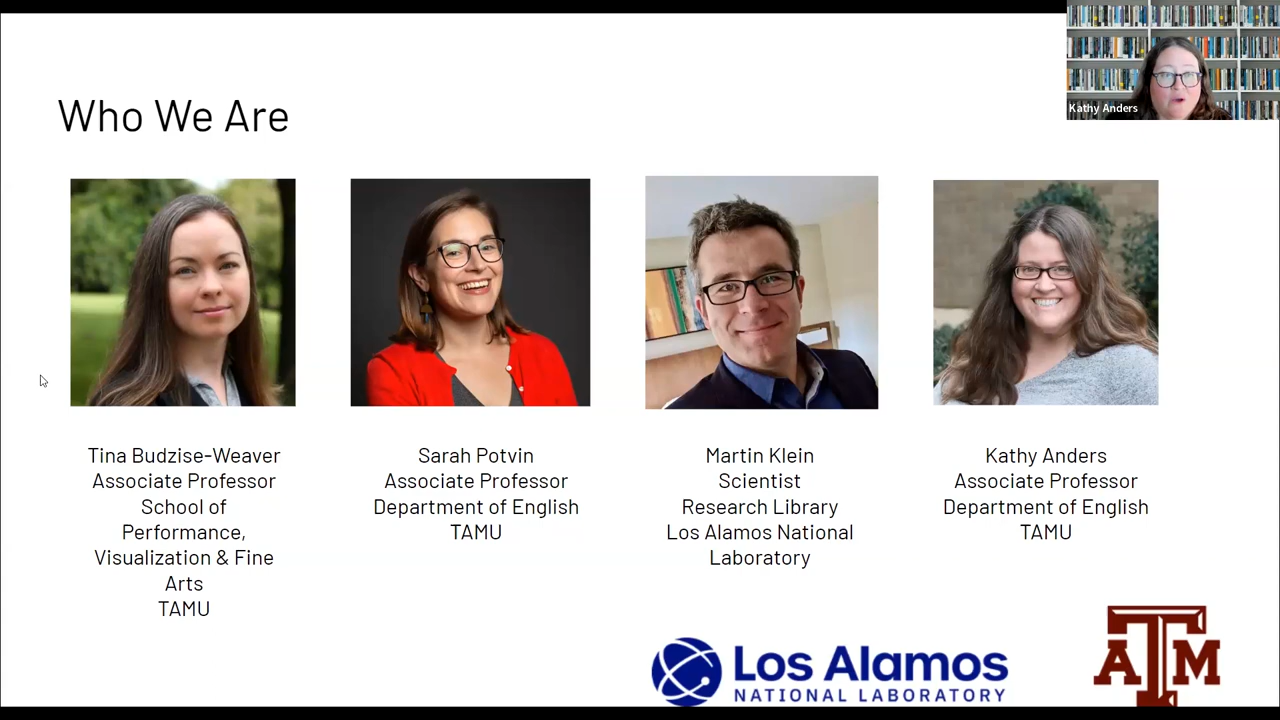 Kathy Anders
Who We Are
Tina Budzise-Weaver
Associate Professor
School of
Performance,
Visualization & Fine
Arts
TAMU
Sarah Potvin
Associate Professor
Department of English
TAMU
Martin Klein
Scientist
Research Library
Los Alamos National
Laboratory
Kathy Anders
Associate Professor
Department of English
TAMU
Los Alamos
NATIONAL LABORATORY
ATM